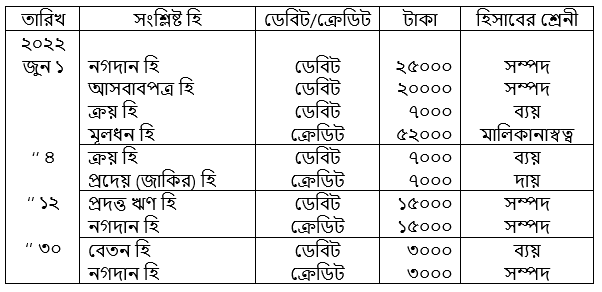 তারিখ সংশ্লিষ্ট হি ডেবিট/ক্রেডিট টাকা হিসাবের শ্রেনী
২০২২
জুন ১ নগদান হি ডেবিট ২৫০০০ সম্পদ
আসবাবপত্র হি ডেবিট ২০০০০ সম্পদ
ক্রয় হি ডেবিট ৭০০০ ব্যয়
মূলধন হি ক্রেডিট ৫২০০০ মালিকানাস্বত্ব
“ ৪ ক্রয় হি ডেবিট ৭০০০ ব্যয়
প্রদেয় (জাকির) হি ক্রেডিট ৭০০০ দায়
“ ১২ প্রদত্ত ঋণ হি ডেবিট ১৫০০০ সম্পদ
নগদান হি ক্রেডিট ১৫০০০ সম্পদ
“ ৩০ বেতন হি ডেবিট ৩০০০ ব্যয়
নগদান হি ক্রেডিট ৩০০০ সম্পদ